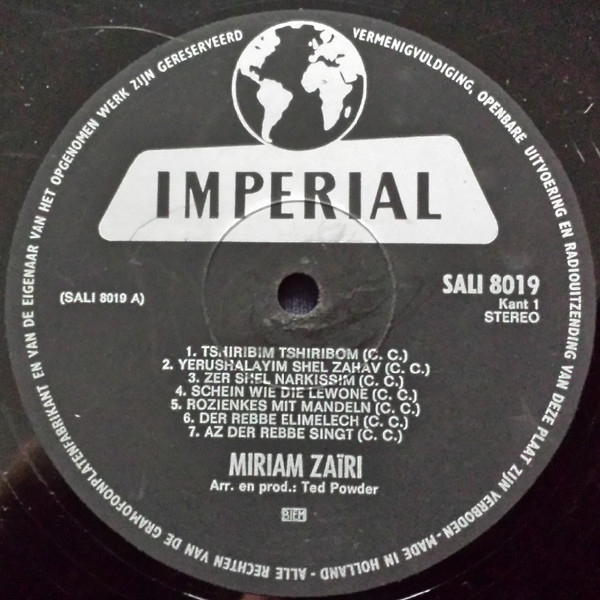 ALLE RECHTEN VAN DE GRAMOFOONPLATENFABRIKANT EN VAN DE EIGENAAR VAN HET OPGENOMEN WERK ZIJN GERESERVEERD
VERMENIGVULDIGING, OPENBARE UITVOERING EN RADIOUITZENDING VAN DEZE PLAAT ZIJN VERBODEN - MADE IN HOLLAND -
IMPERIAL
(SALI 8019 A)
SALI 8019
Kant 1
STEREO
1. TSHIRIBIM TSHIRIBOM (C. C.)
2. YERUSHALAYIM SHEL ZAHAV (C. C.)
3. ZER SHEL NARKISSIM (C. C.)
4. SCHEIN WIE DIE LEWONE (C. C.)
5. ROZIENKES MIT MANDELN (C. C.)
6. DER REBBE ELIMELECH (C. C.)
7. AZ DER REBBE SINGT (C. C.)
MIRIAM ZAÏRI
Arr. en prod.: Ted Powder
BIEM